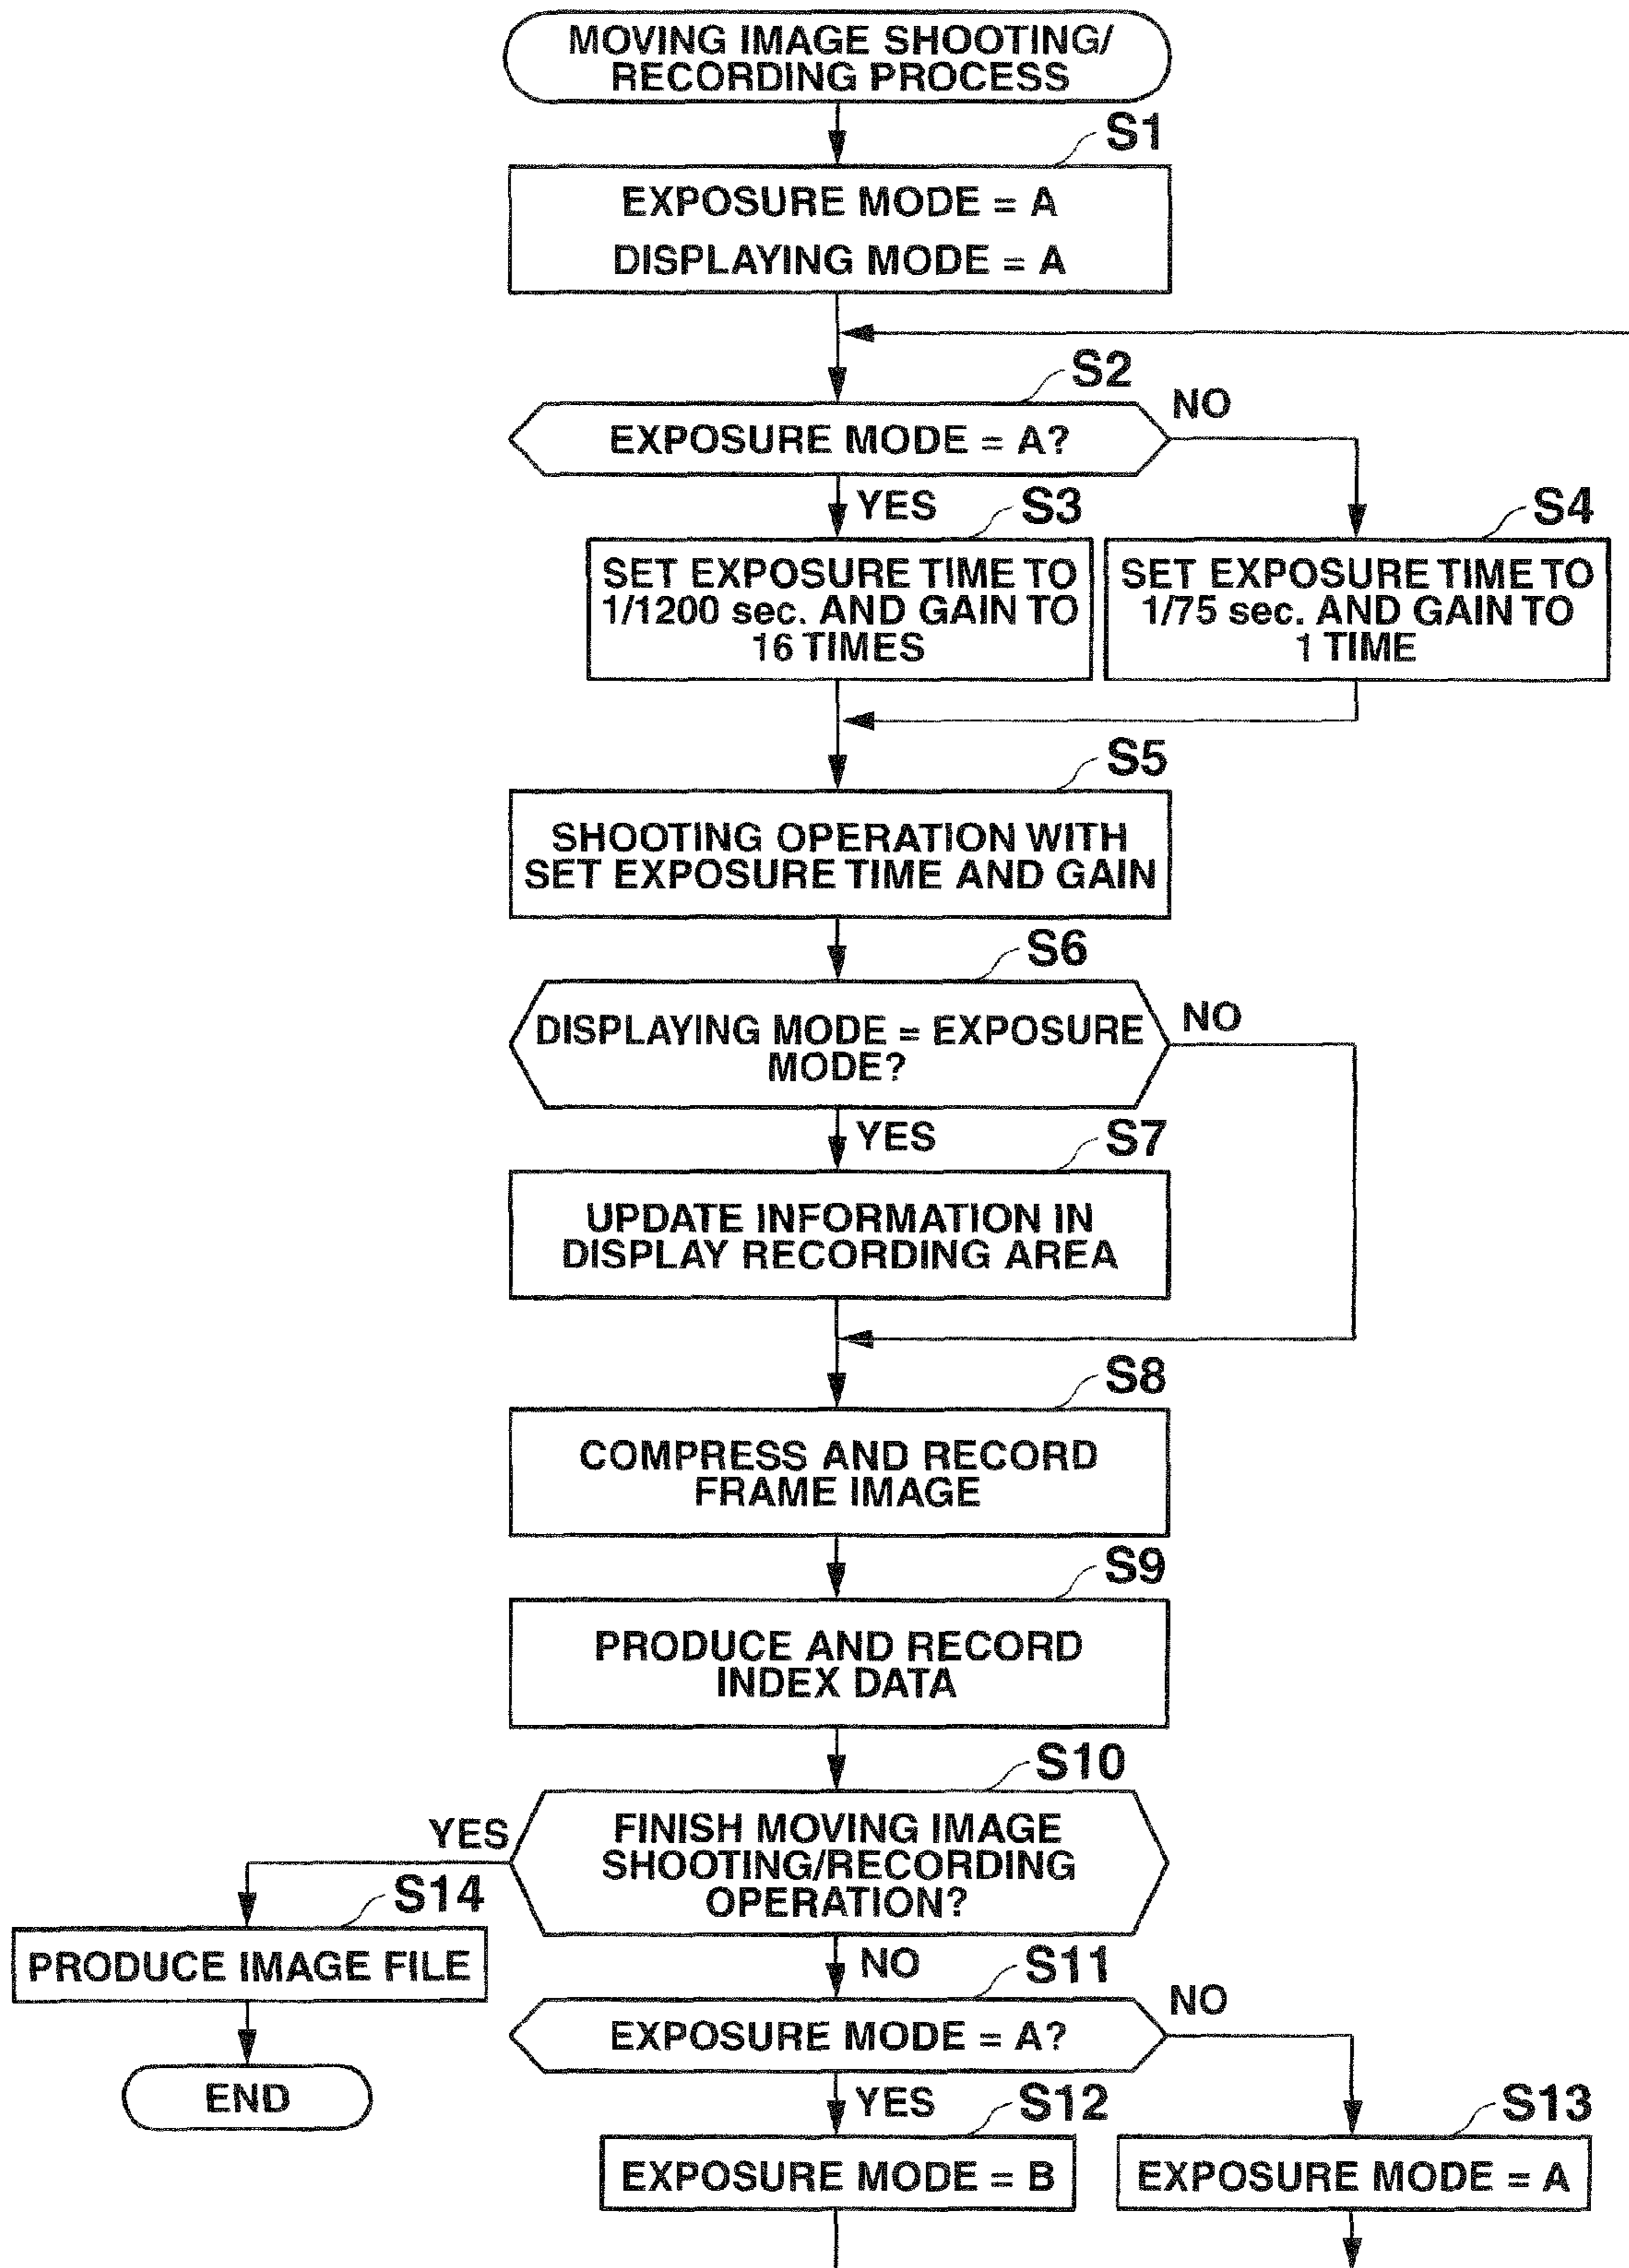 MOVING IMAGE SHOOTING/
RECORDING PROCESS
S1
EXPOSURE MODE = A
DISPLAYING MODE = A
S2
EXPOSURE MODE = A?
NO
YES
S3
SET EXPOSURE TIME TO
1/1200 sec. AND GAIN TO
16 TIMES
S4
SET EXPOSURE TIME TO
1/75 sec. AND GAIN TO
1 TIME
S5
SHOOTING OPERATION WITH
SET EXPOSURE TIME AND GAIN
S6
DISPLAYING MODE = EXPOSURE
MODE?
NO
YES
S7
UPDATE INFORMATION IN
DISPLAY RECORDING AREA
S8
COMPRESS AND RECORD
FRAME IMAGE
S9
PRODUCE AND RECORD
INDEX DATA
S10
FINISH MOVING IMAGE
SHOOTING/RECORDING
OPERATION?
YES
S14
PRODUCE IMAGE FILE
END
NO
S11
EXPOSURE MODE = A?
NO
YES
S12
EXPOSURE MODE = B
S13
EXPOSURE MODE = A